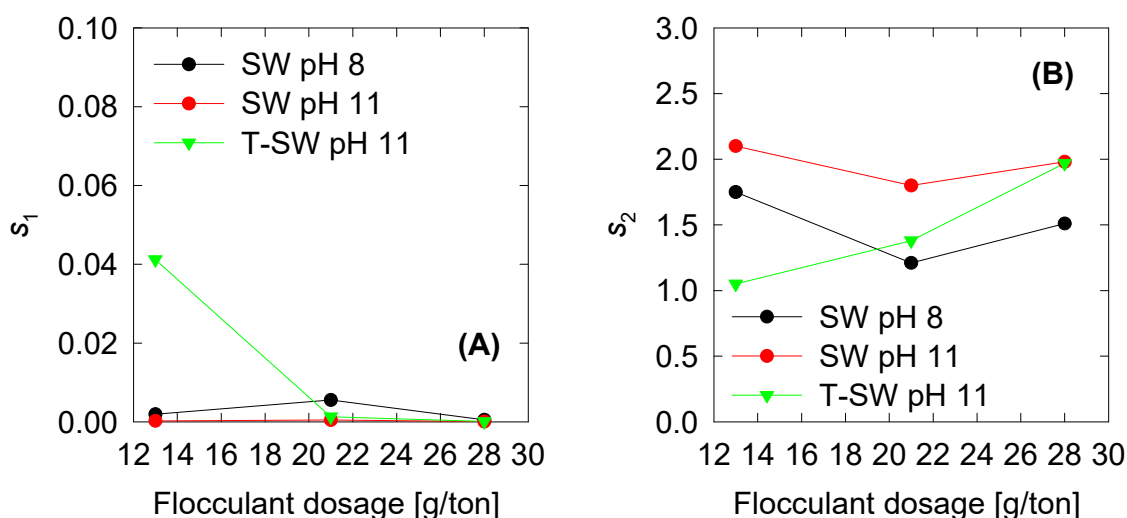 0.10
0.08
0.06
0.04
0.02
0.00
s1
SW pH 8
SW pH 11
T-SW pH 11
(A)
12 14 16 18 20 22 24 26 28 30
Flocculant dosage [g/ton]
3.0
2.5
2.0
1.5
1.0
0.5
0.0
s2
(B)
SW pH 8
SW pH 11
T-SW pH 11
12 14 16 18 20 22 24 26 28 30
Flocculant dosage [g/ton]